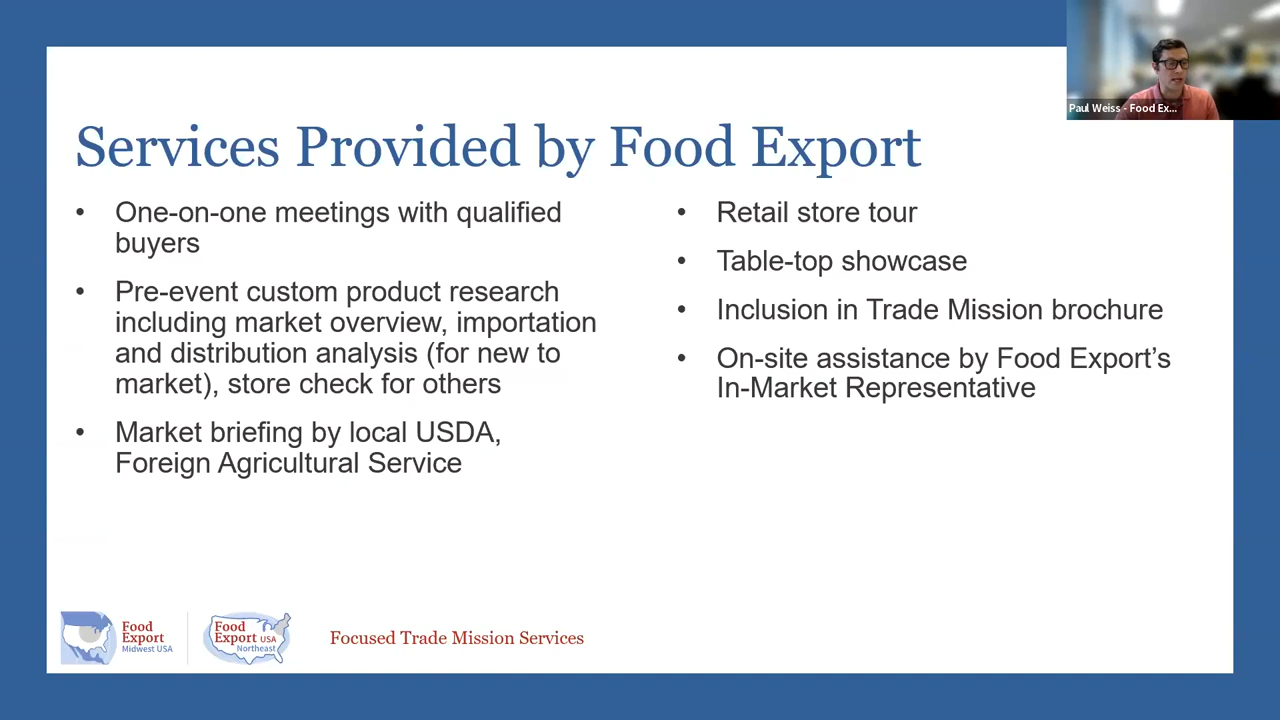 Paul Weiss - Food Ex...
Services Provided by Food Export
• One-on-one meetings with qualified
buyers
• Pre-event custom product research
including market overview, importation
and distribution analysis (for new to
market), store check for others
• Market briefing by local USDA,
Foreign Agricultural Service
• Retail store tour
• Table-top showcase
• Inclusion in Trade Mission brochure
• On-site assistance by Food Export’s
In-Market Representative
Food
Export
Midwest USA
Food
Export USA
Northeast
Focused Trade Mission Services